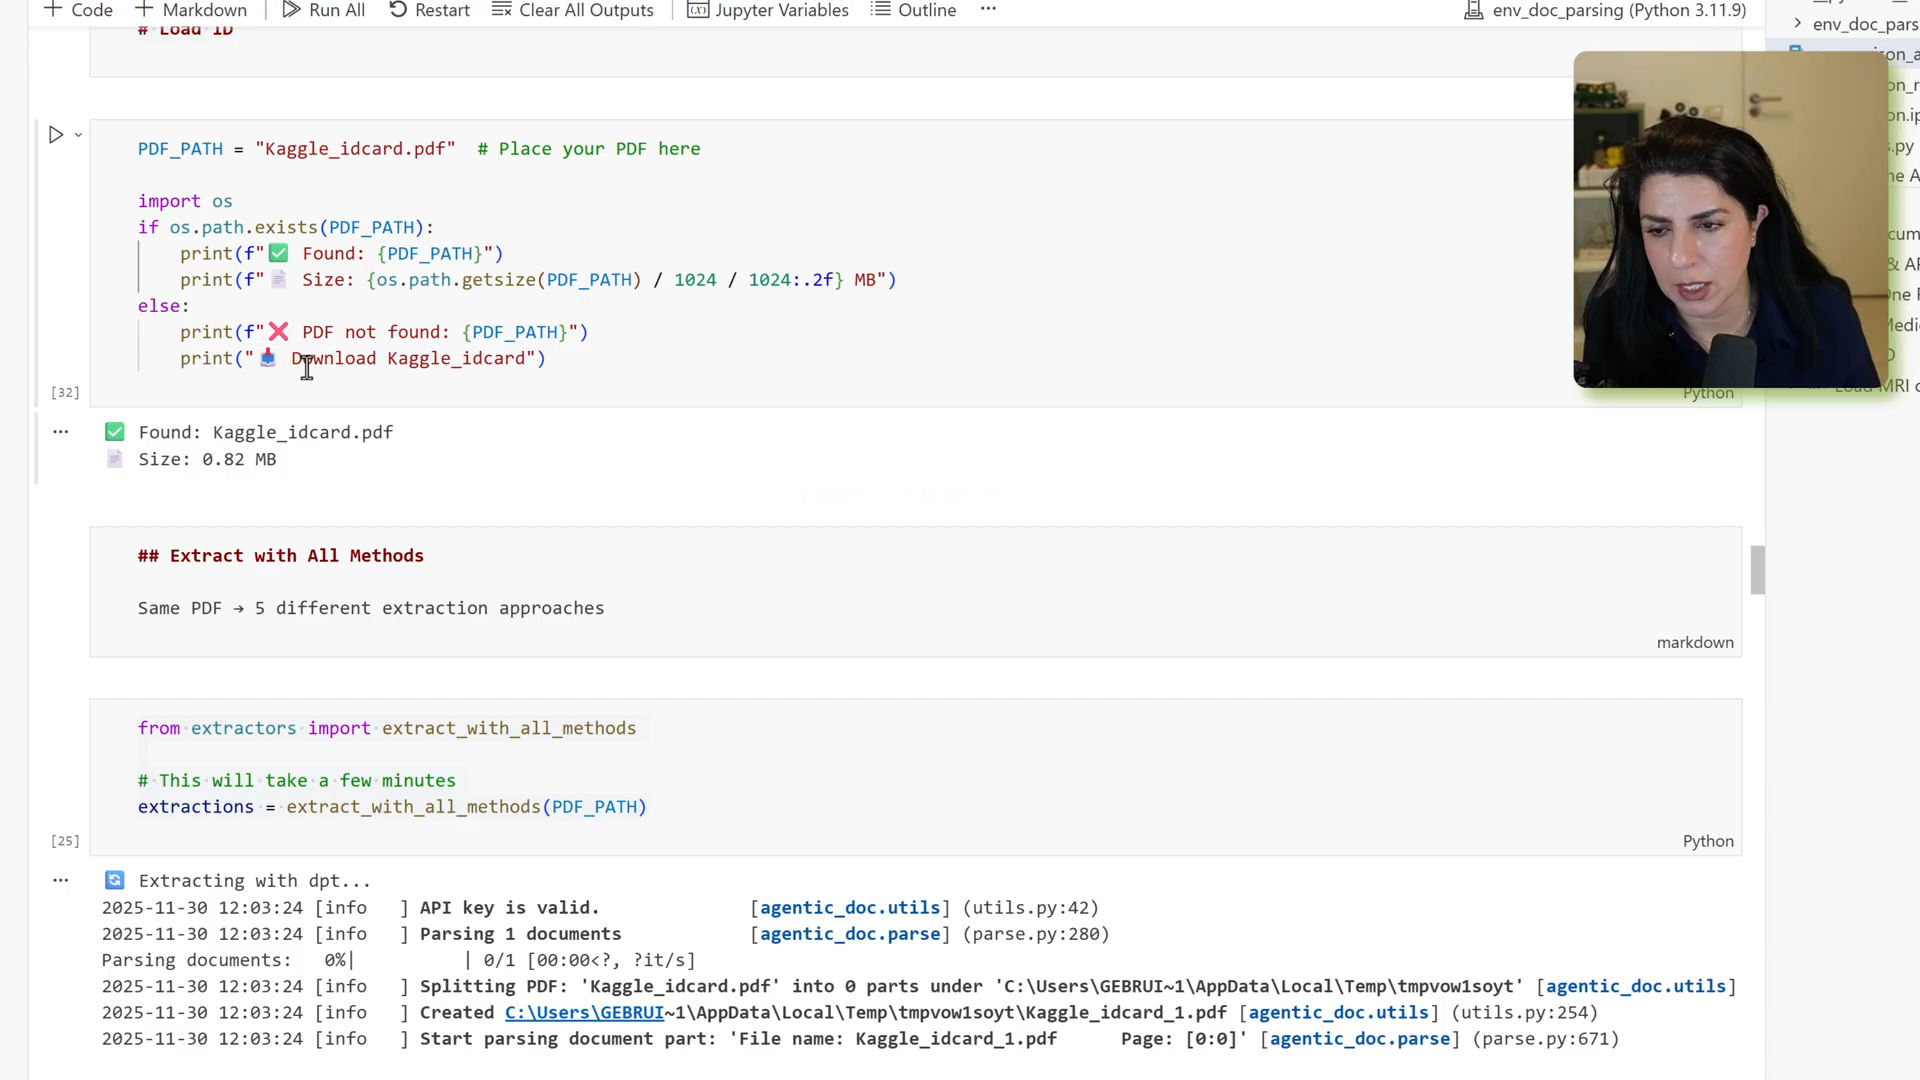 Code
Markdown
Run All
Restart
Clear All Outputs
Jupyter Variables
Outline
...
env_doc_parsing (Python 3.11.9)
env_doc_pars
# Load ID
PDF_PATH = "Kaggle_idcard.pdf"  # Place your PDF here
import os
if os.path.exists(PDF_PATH):
print(f"✅ Found: {PDF_PATH}")
print(f"📄 Size: {os.path.getsize(PDF_PATH) / 1024 / 1024:.2f} MB")
else:
print(f"❌ PDF not found: {PDF_PATH}")
print("📥 Download Kaggle_idcard")
[32]
Python
... ✅ Found: Kaggle_idcard.pdf
📄 Size: 0.82 MB
## Extract with All Methods
Same PDF → 5 different extraction approaches
markdown
from extractors import extract_with_all_methods
# This will take a few minutes
extractions = extract_with_all_methods(PDF_PATH)
[25]
Python
... 🔄 Extracting with dpt...
2025-11-30 12:03:24 [info   ] API key is valid.   [agentic_doc.utils] (utils.py:42)
2025-11-30 12:03:24 [info   ] Parsing 1 documents   [agentic_doc.parse] (parse.py:280)
Parsing documents:   0%|          | 0/1 [00:00<?, ?it/s]
2025-11-30 12:03:24 [info   ] Splitting PDF: 'Kaggle_idcard.pdf' into 0 parts under 'C:\Users\GEBRUI~1\AppData\Local\Temp\tmpvow1soyt' [agentic_doc.utils]
2025-11-30 12:03:24 [info   ] Created C:\Users\GEBRUI~1\AppData\Local\Temp\tmpvow1soyt\Kaggle_idcard_1.pdf [agentic_doc.utils] (utils.py:254)
2025-11-30 12:03:24 [info   ] Start parsing document part: 'File name: Kaggle_idcard_1.pdf   Page: [0:0]' [agentic_doc.parse] (parse.py:671)